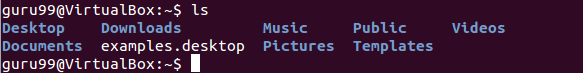 guru99@VirtualBox:~$ ls
Desktop    Downloads         Music     Public     Videos
Documents  examples.desktop  Pictures  Templates
guru99@VirtualBox:~$